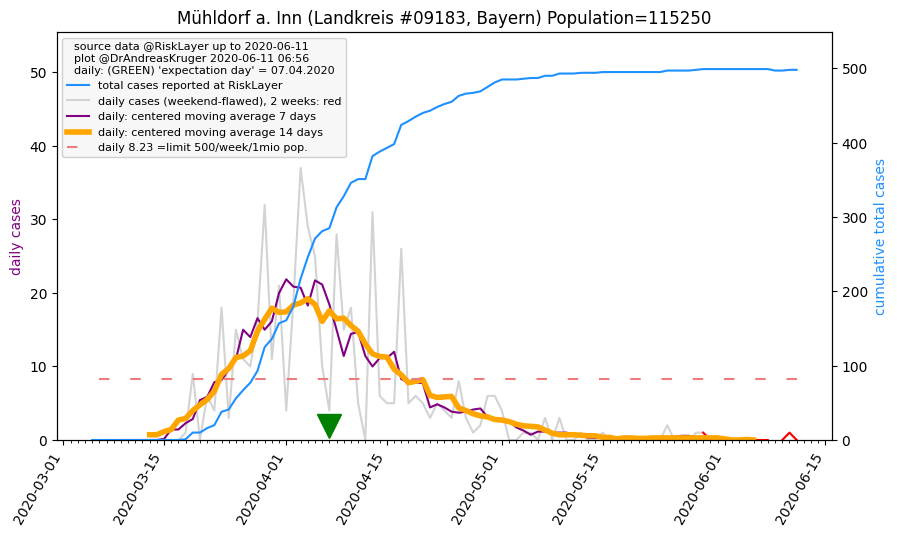 Mühldorf a. Inn (Landkreis #09183, Bayern) Population=115250
source data @RiskLayer up to 2020-06-11
plot @DrAndreasKruger 2020-06-11 06:56
daily: (GREEN) 'expectation day' = 07.04.2020
total cases reported at RiskLayer
daily cases (weekend-flawed), 2 weeks: red
daily: centered moving average 7 days
daily: centered moving average 14 days
daily 8.23 =limit 500/week/1mio pop.
daily cases
50
40
30
20
10
0
500
400
300
200
100
0
cumulative total cases
2020-03-01
2020-03-15
2020-04-01
2020-04-15
2020-05-01
2020-05-15
2020-06-01
2020-06-15